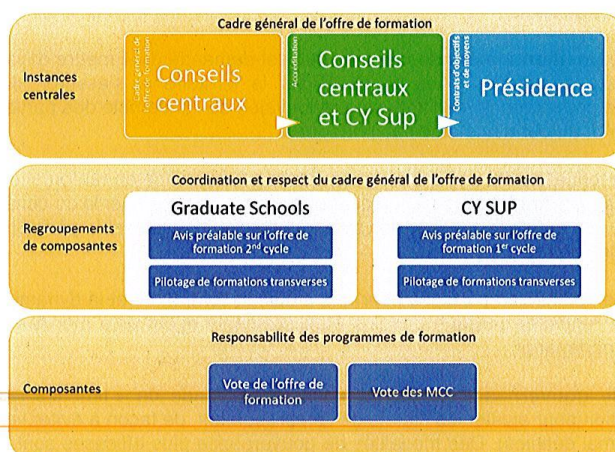 Cadre général de l'offre de formation
Instances
centrales
Cadre général de
l'offre de formation
Conseils
centraux
Accréditation
Conseils
centraux
et CY Sup
Contrats d'objectifs
et de moyens
Présidence
Coordination et respect du cadre général de l'offre de formation
Regroupements
de composantes
Graduate Schools
Avis préalable sur l'offre de
formation 2nd cycle
Pilotage de formations transverses
CY SUP
Avis préalable sur l'offre de
formation 1er cycle
Pilotage de formations transverses
Responsabilité des programmes de formation
Composantes
Vote de l'offre de
formation
Vote des MCC